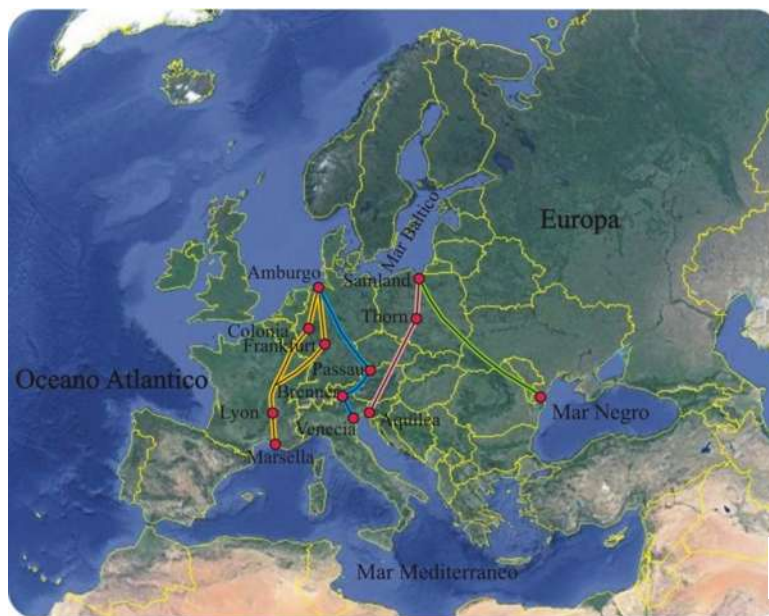 Mar Baltico
Europa
Amburgo
Samland
Thorn
Colonia
Frankfurt
Passau
Oceano Atlantico
Brenner
Lyon
Venecia
Aquilea
Mar Negro
Marsella
Mar Mediterraneo